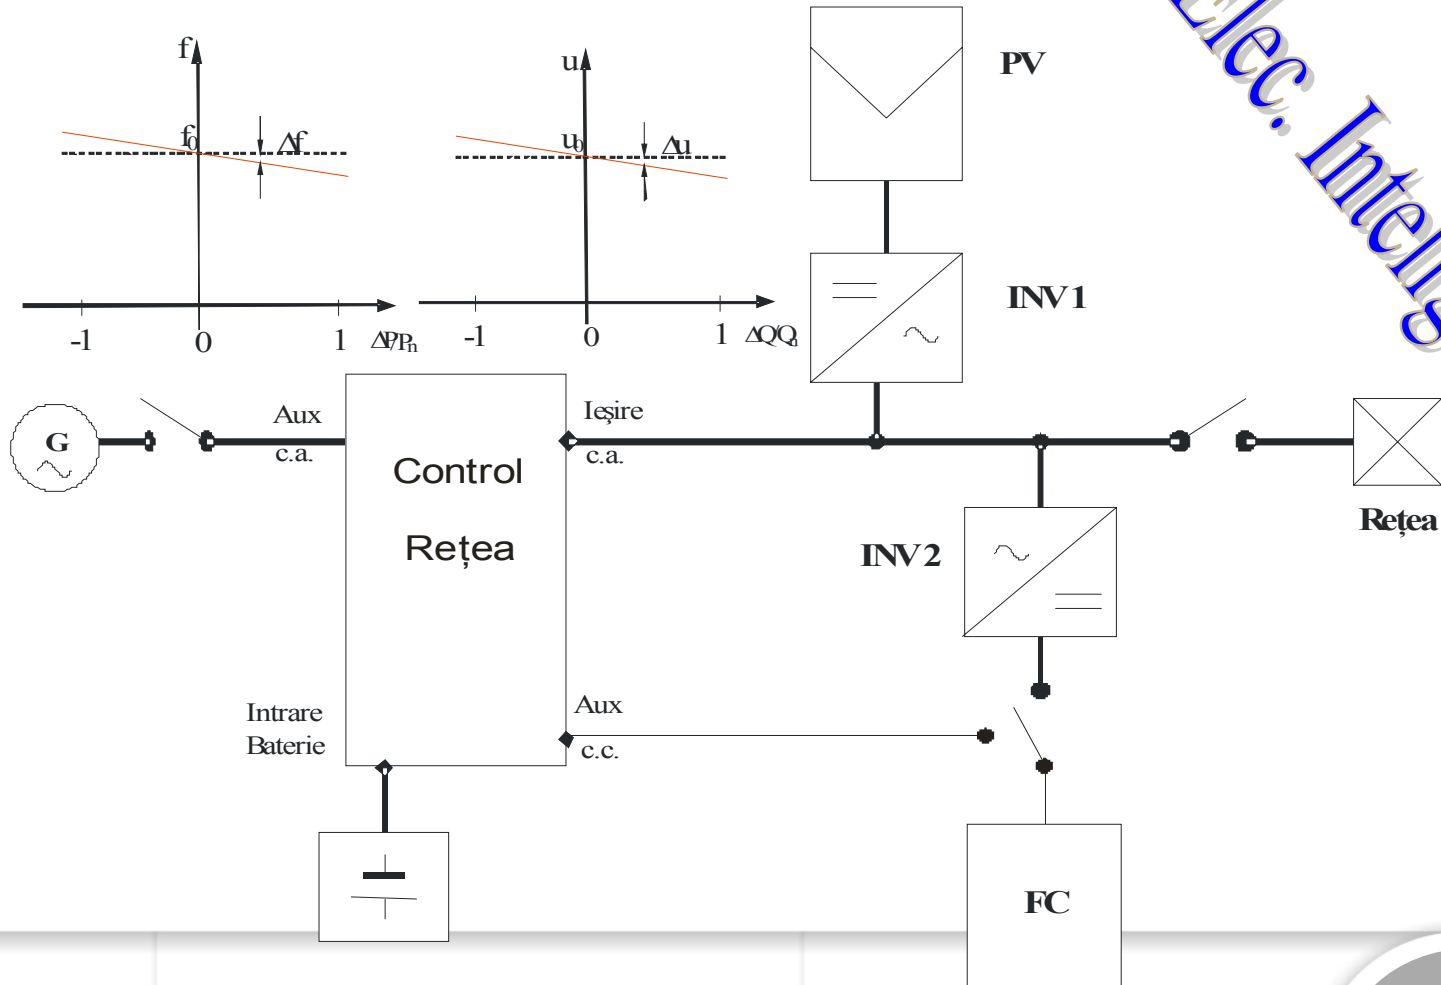 f
f0
Δf
-1
0
1
ΔP/Pn
u
u0
Δu
-1
0
1
ΔQ/Qn
PV
INV1
Elec. Intelig
G
Aux
c.a.
Control
Rețea
Ieşire
c.a.
INV2
Rețea
Intrare
Baterie
Aux
c.c.
FC